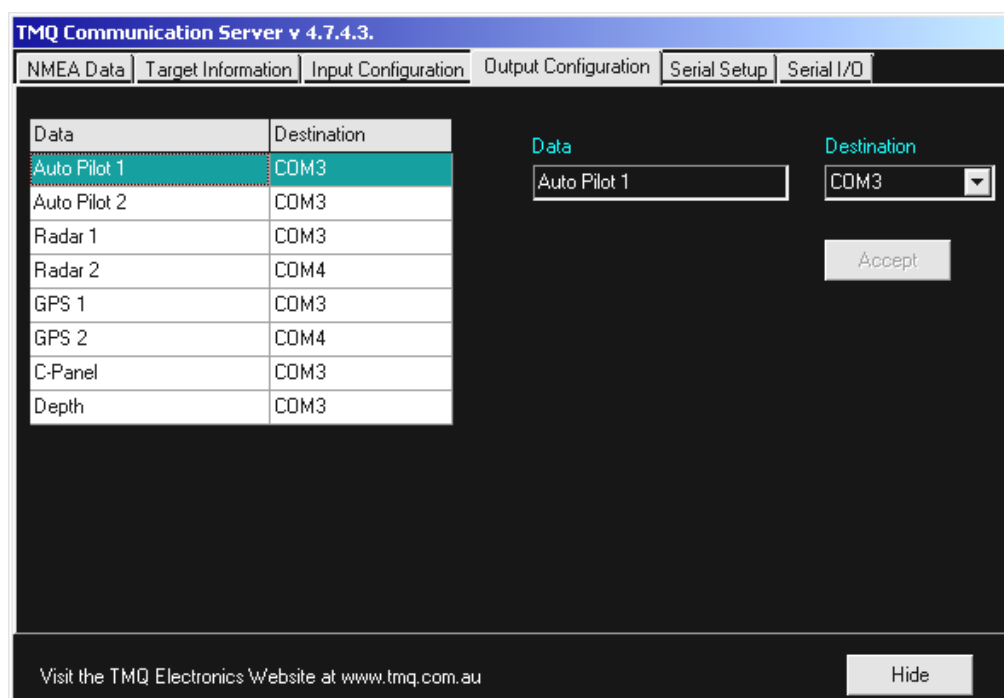 TMQ Communication Server v 4.7.4.3.
NMEA Data Target Information Input Configuration Output Configuration Serial Setup Serial I/O
Data Destination
Auto Pilot 1 COM3
Auto Pilot 2 COM3
Radar 1 COM3
Radar 2 COM4
GPS 1 COM3
GPS 2 COM4
C-Panel COM3
Depth COM3
Data Destination
Auto Pilot 1 COM3
Accept
Visit the TMQ Electronics Website at www.tmq.com.au Hide